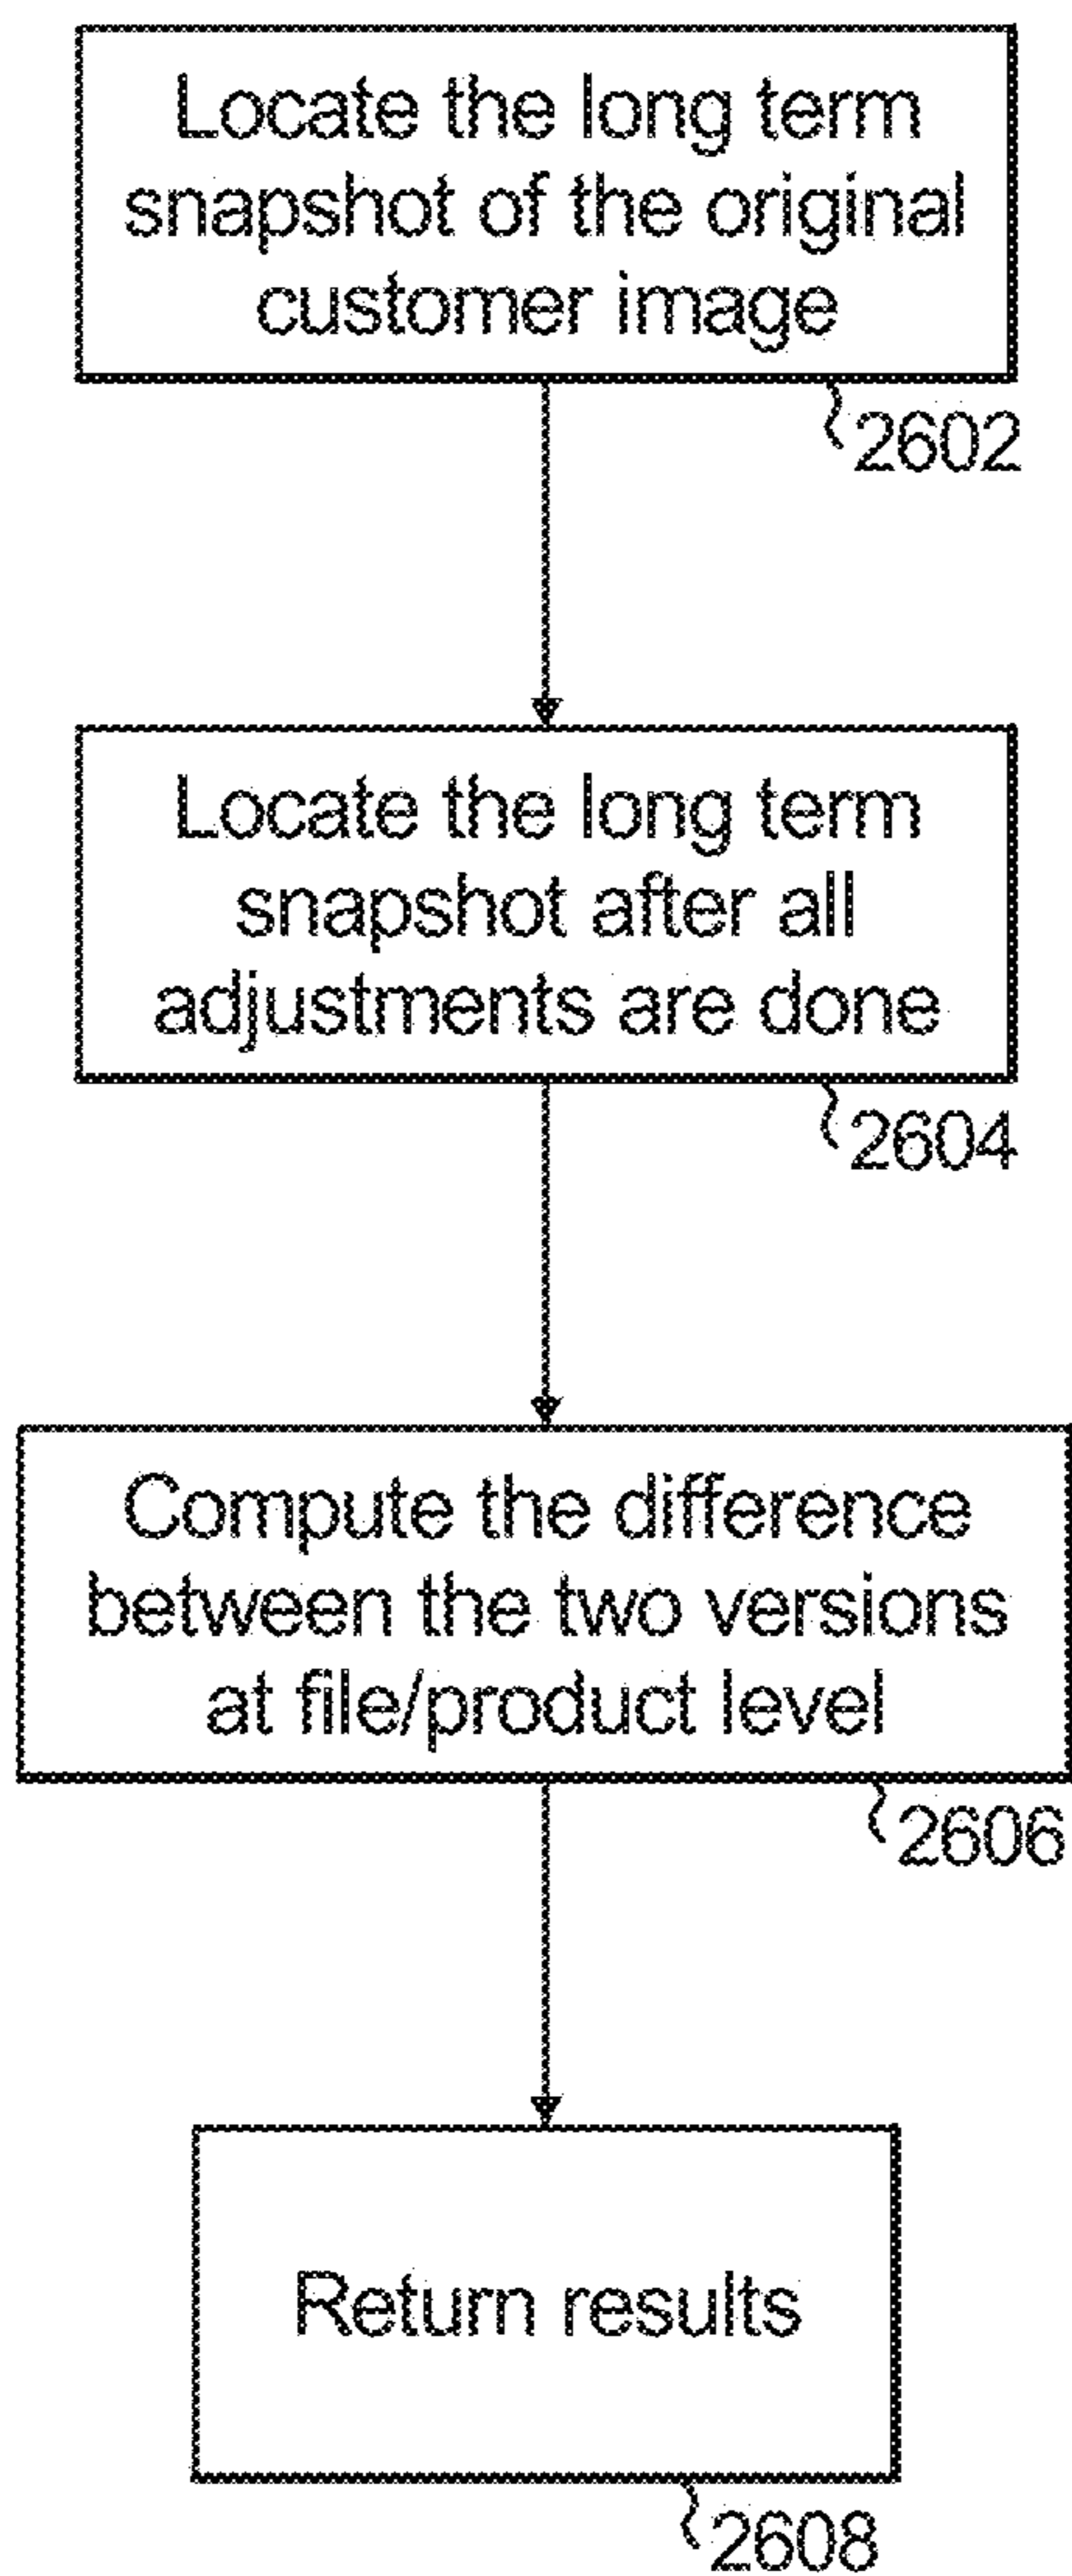 Locate the long term
snapshot of the original
customer image
2602
Locate the long term
snapshot after all
adjustments are done
2604
Compute the difference
between the two versions
at file/product level
2606
Return results
2608